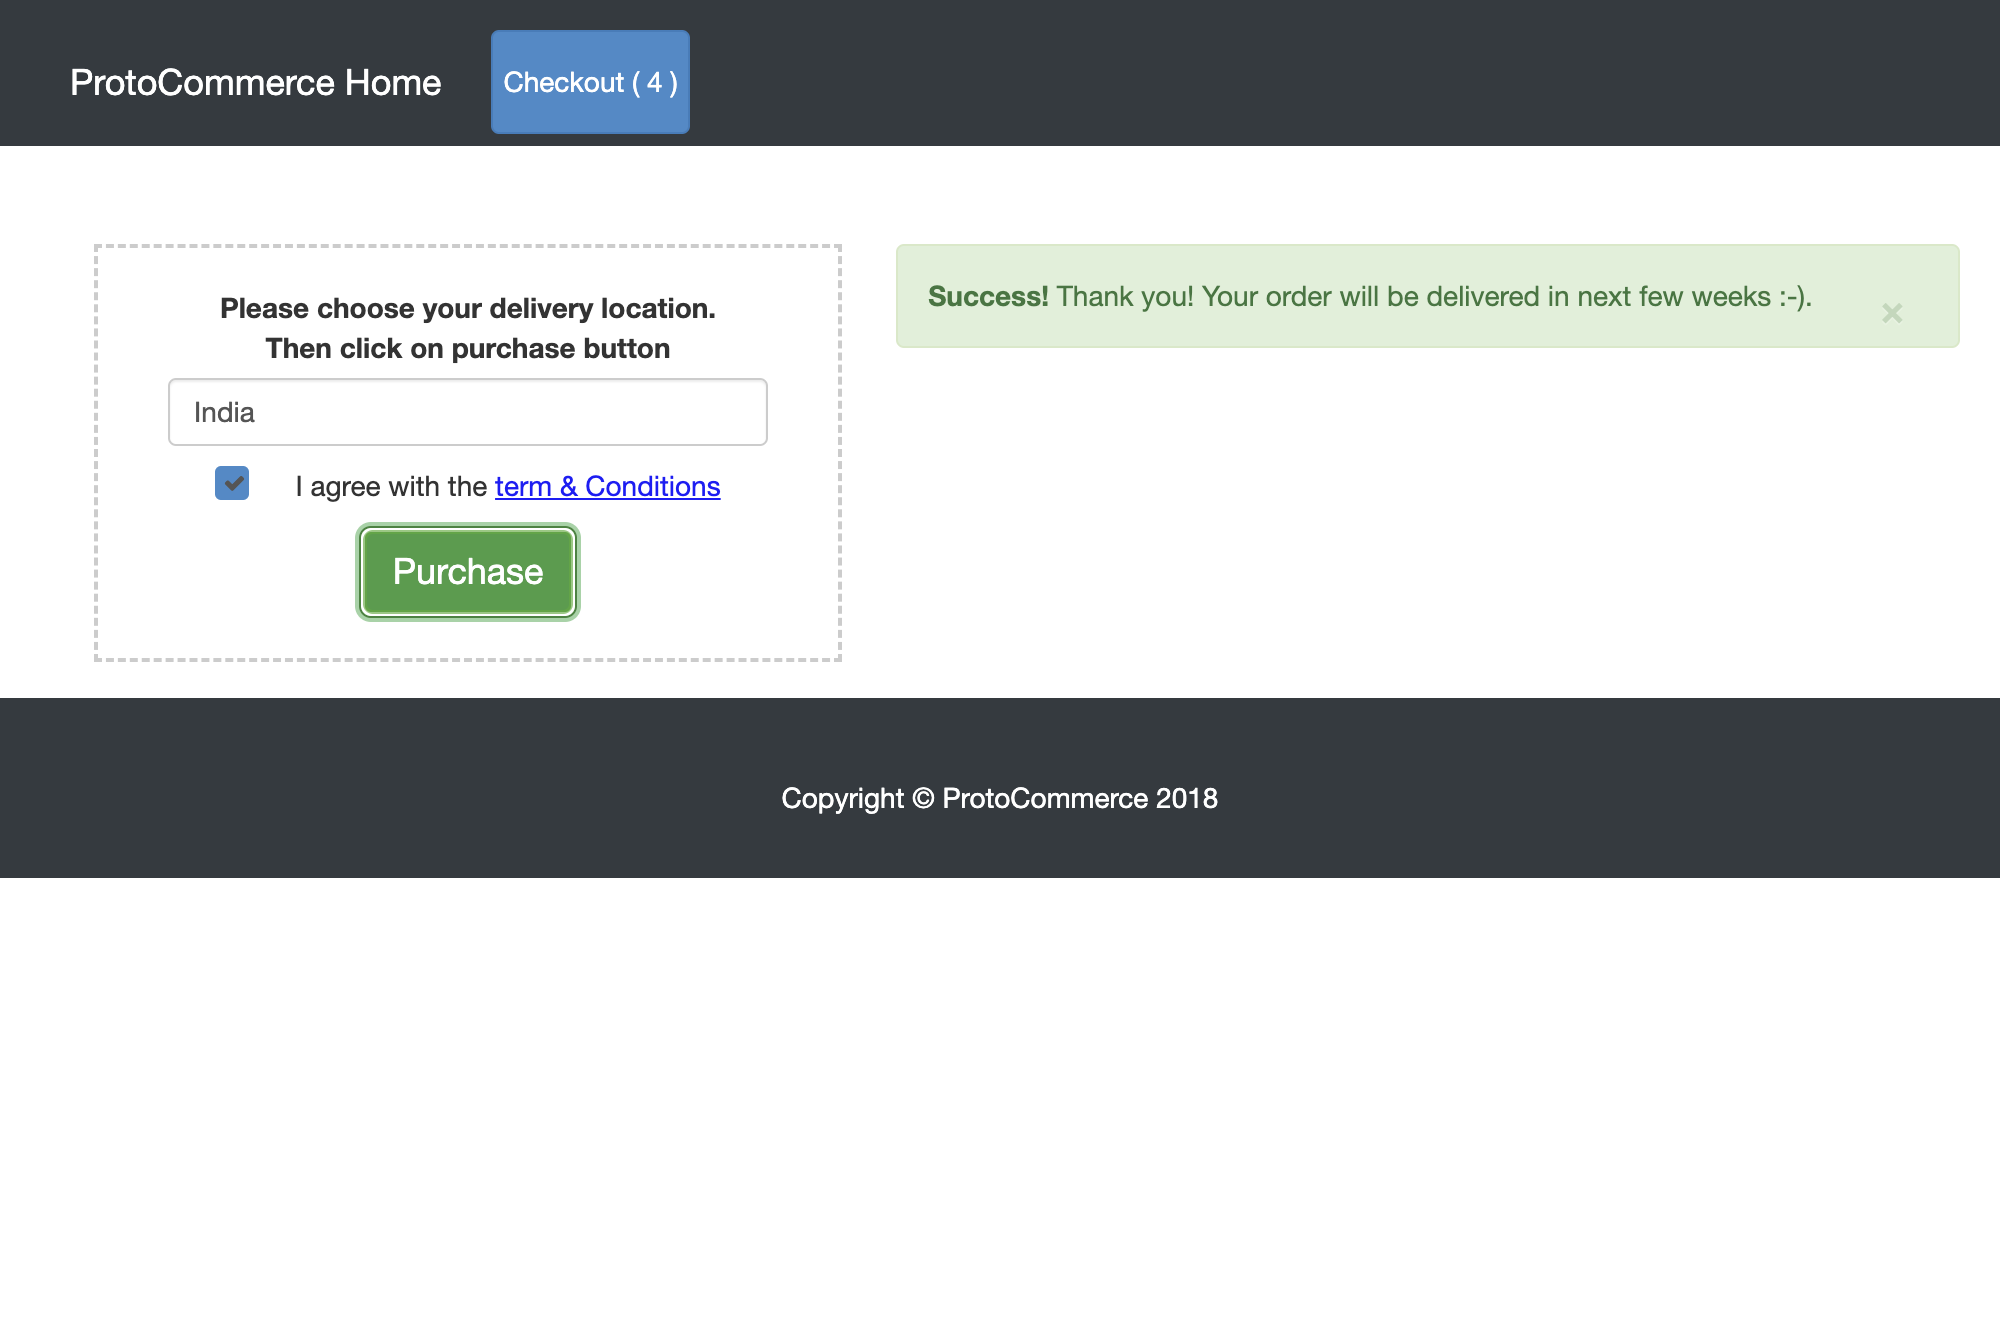 ProtoCommerce Home
Checkout ( 4 )
Please choose your delivery location.
Then click on purchase button
India
I agree with the term & Conditions
Purchase
Success! Thank you! Your order will be delivered in next few weeks :-).
×
Copyright © ProtoCommerce 2018